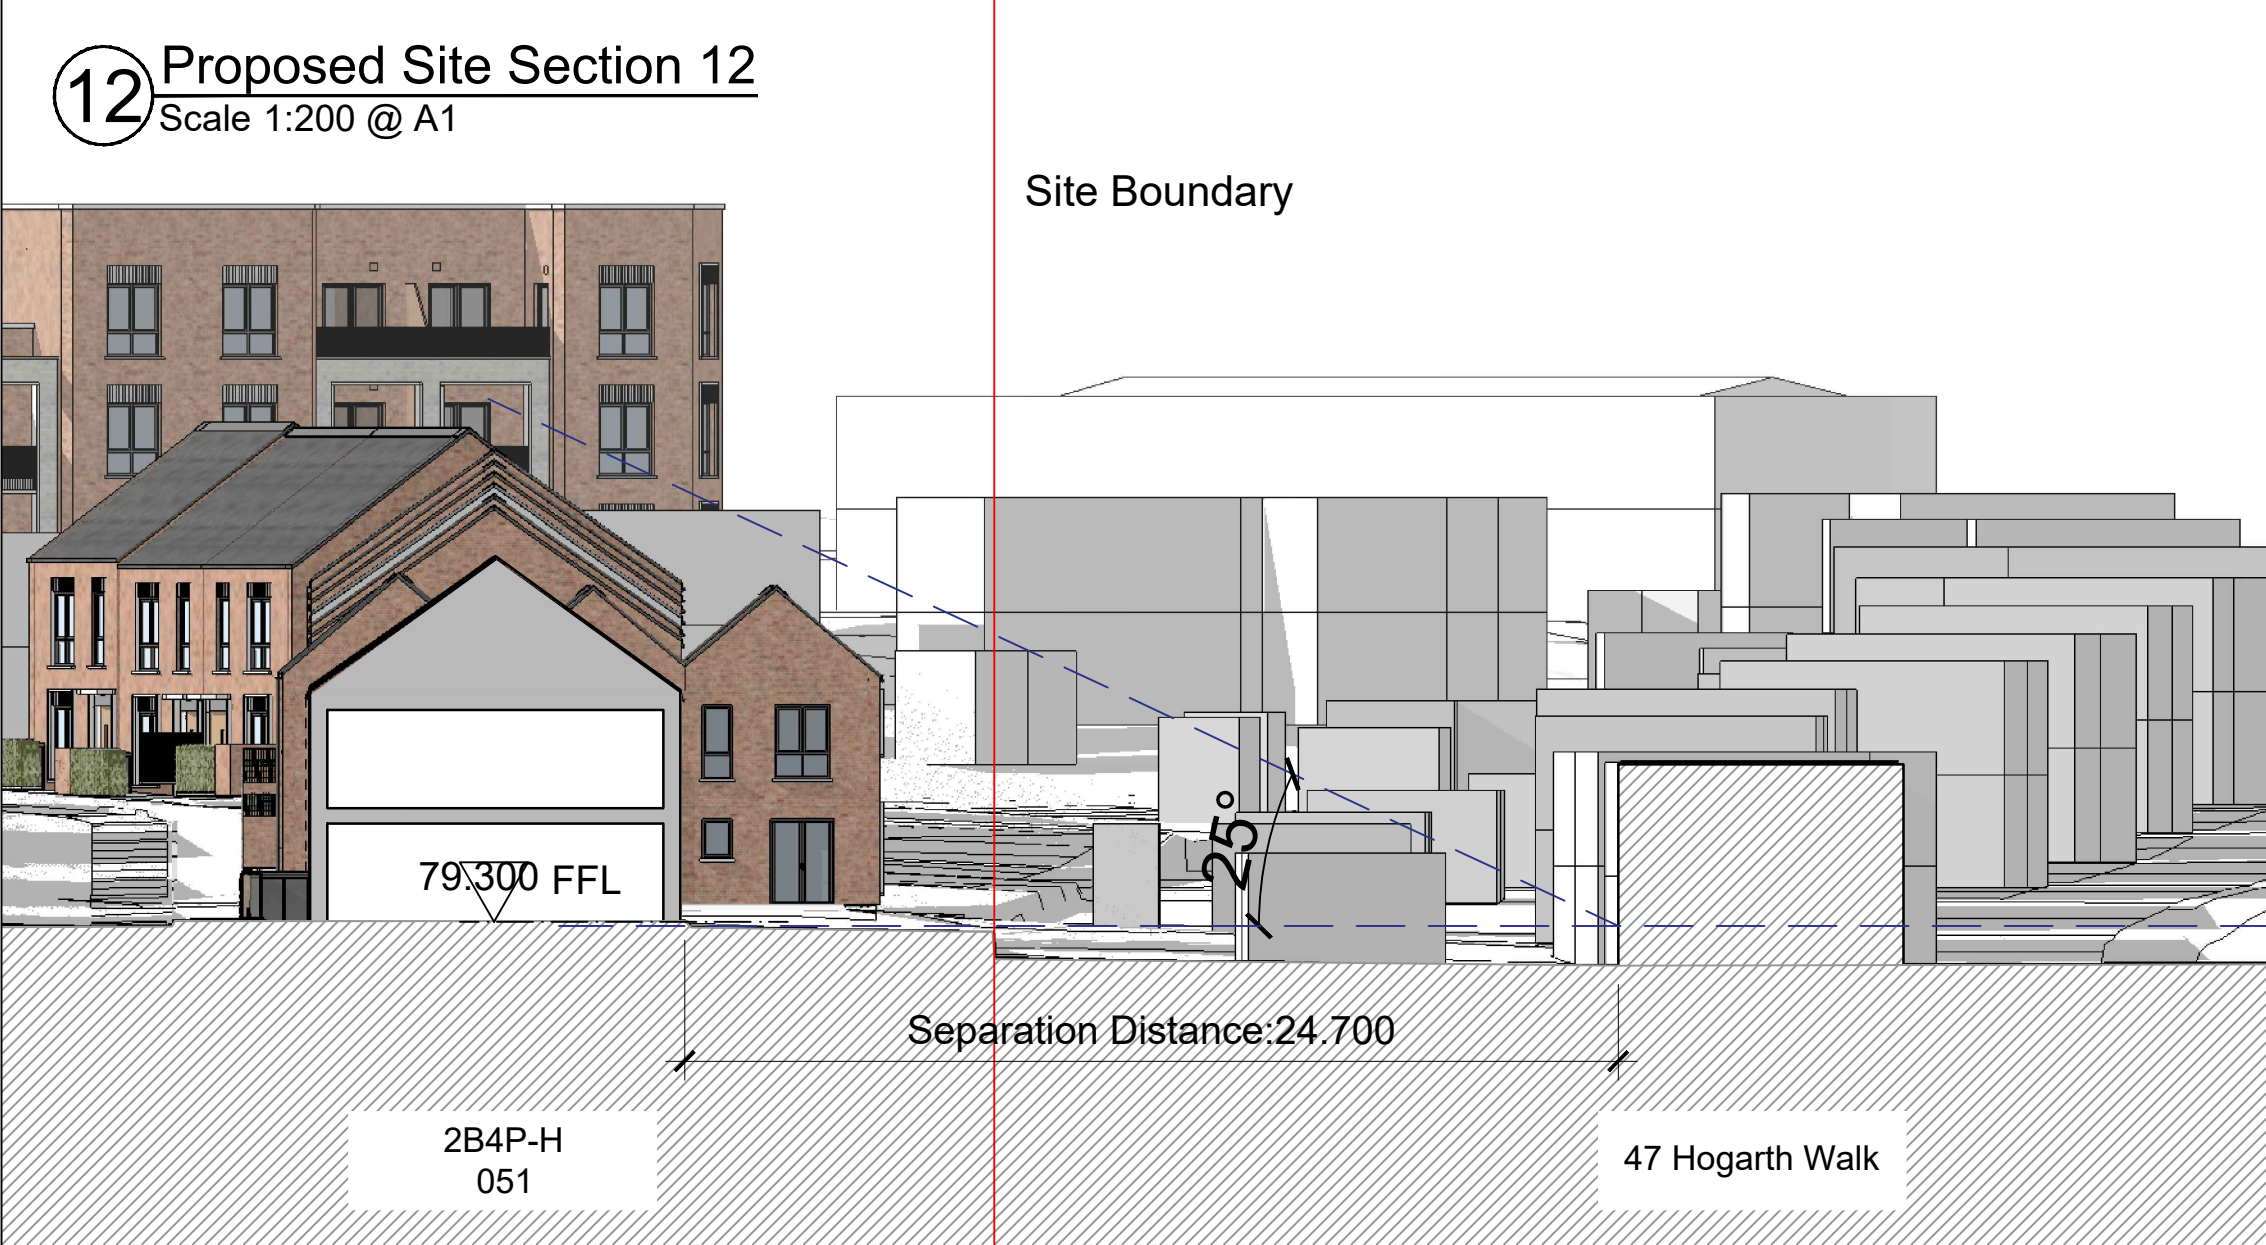 12
Proposed Site Section 12
Scale 1:200 @ A1
Site Boundary
25°
79.300 FFL
Separation Distance:24.700
2B4P-H
051
47 Hogarth Walk